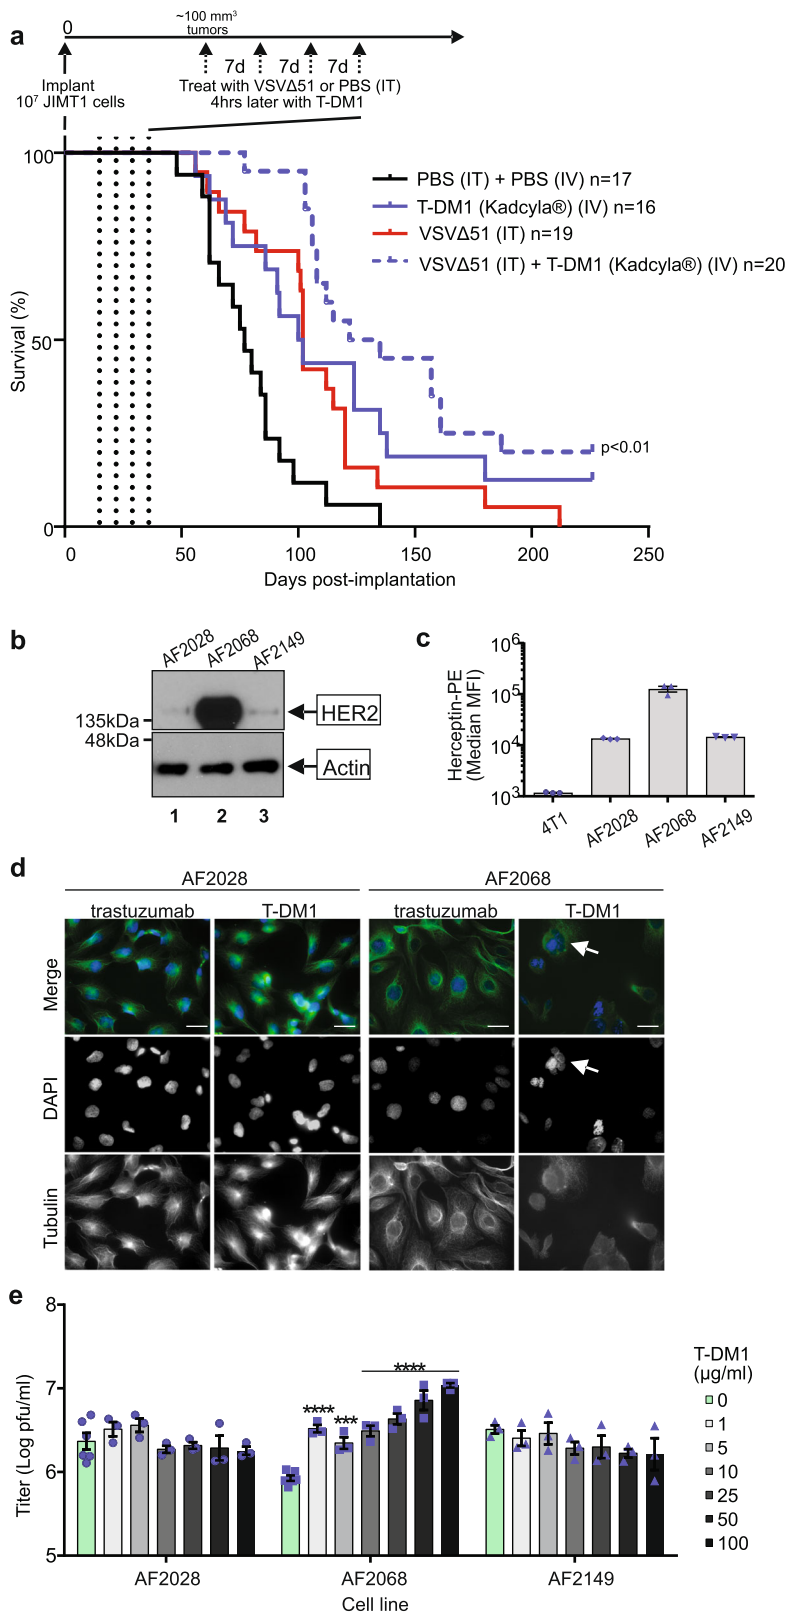 a
0
~100 mm³
tumors
7d 7d 7d
Implant
10⁷ JIMT1 cells
Treat with VSVΔ51 or PBS (IT)
4hrs later with T-DM1
100
50
0
Survival (%)
PBS (IT) + PBS (IV) n=17
T-DM1 (Kadcyla®) (IV) n=16
VSVΔ51 (IT) n=19
VSVΔ51 (IT) + T-DM1 (Kadcyla®) (IV) n=20
p<0.01
0 50 100 150 200 250
Days post-implantation
b
AF2028 AF2068 AF2149
135kDa
48kDa
HER2
Actin
1 2 3
c
Herceptin-PE
(Median MFI)
10⁶
10⁵
10⁴
10³
4T1 AF2028 AF2068 AF2149
d
AF2028 AF2068
trastuzumab T-DM1 trastuzumab T-DM1
Merge
DAPI
Tubulin
e
Titer (Log pfu/ml)
8
7
6
5
**** *** ****
AF2028 AF2068 AF2149
Cell line
T-DM1
(µg/ml)
0
1
5
10
25
50
100